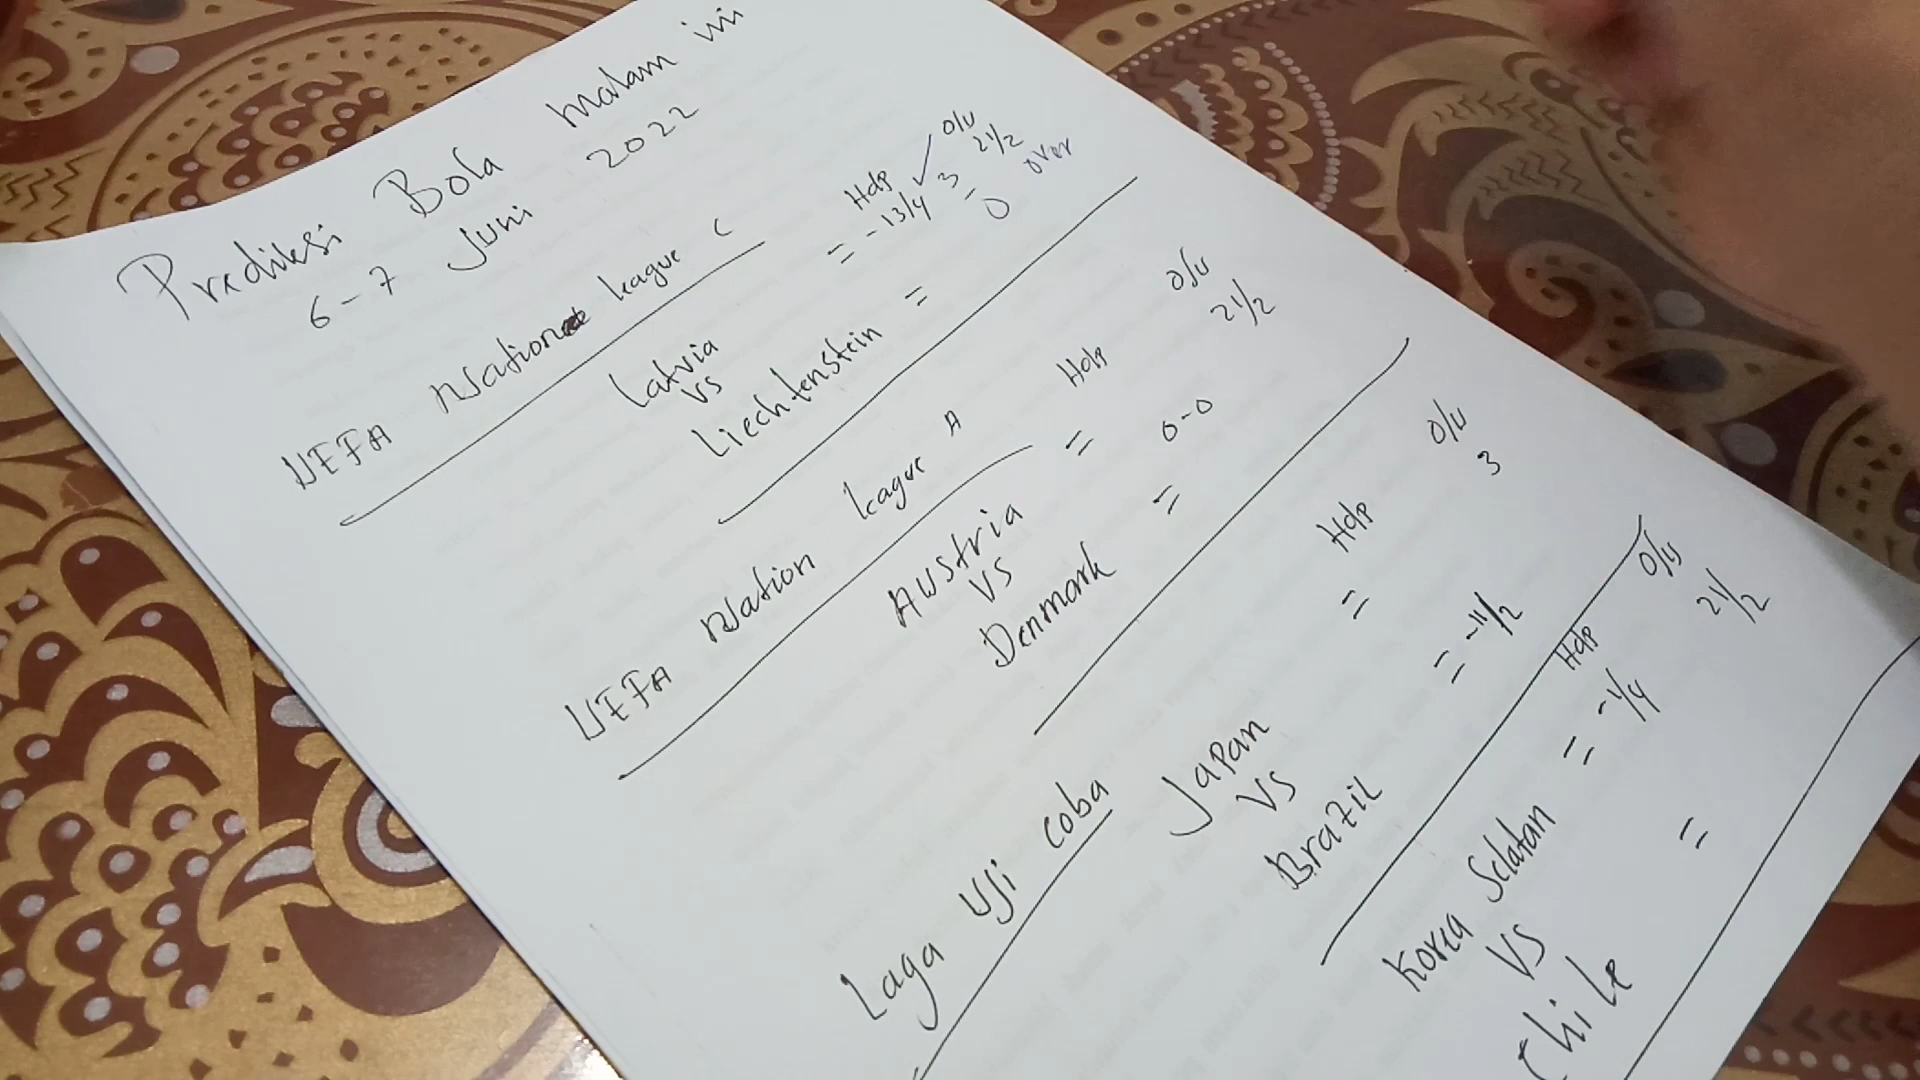 Prediksi Bola Malam ini
6 - 7 Juni 2022
UEFA Nation League C
Hdp ✓ O/U
Latvia = -1 3/4 3 2 1/2
vs - over
Liechtenstein = 0
UEFA Nation League A
Hdp O/U
2 1/2
Austria = 0-0
vs
Denmark =
Laga Uji coba
Hdp O/U
3
Japan =
vs
Brazil = -1 1/2
Hdp O/U
Korea Selatan = -1/4 2 1/2
vs
Chile =